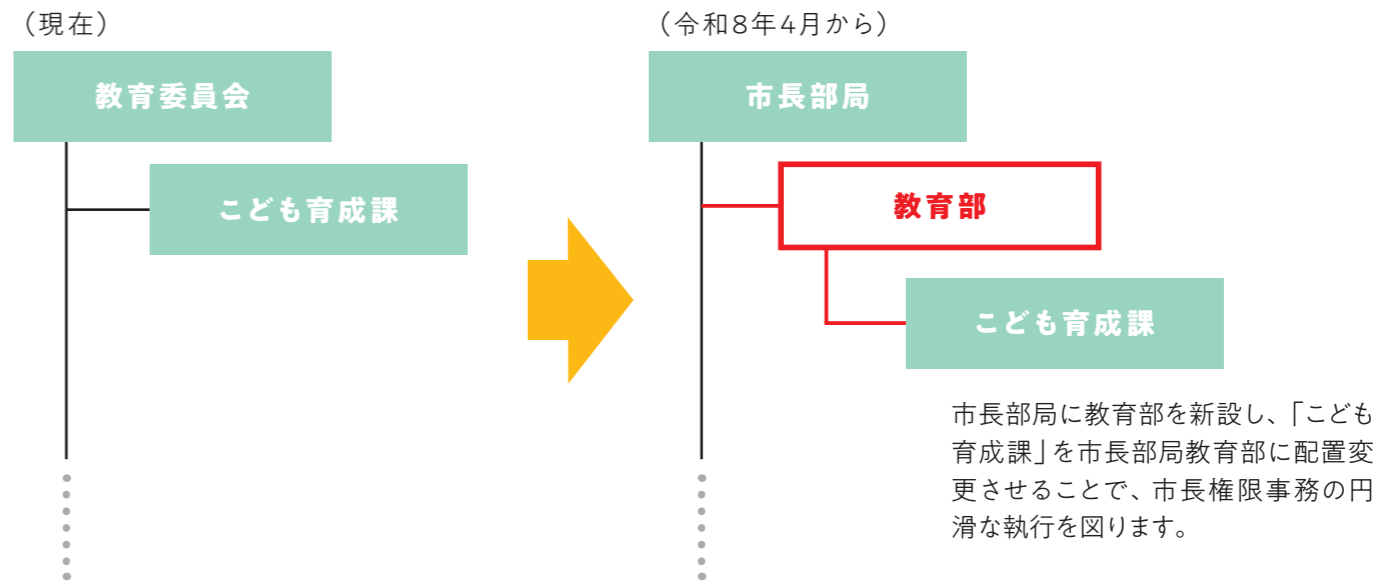 （現在）
教育委員会
こども育成課
（令和8年4月から）
市長部局
教育部
こども育成課
市長部局に教育部を新設し、「こども
育成課」を市長部局教育部に配置変
更させることで、市長権限事務の円
滑な執行を図ります。